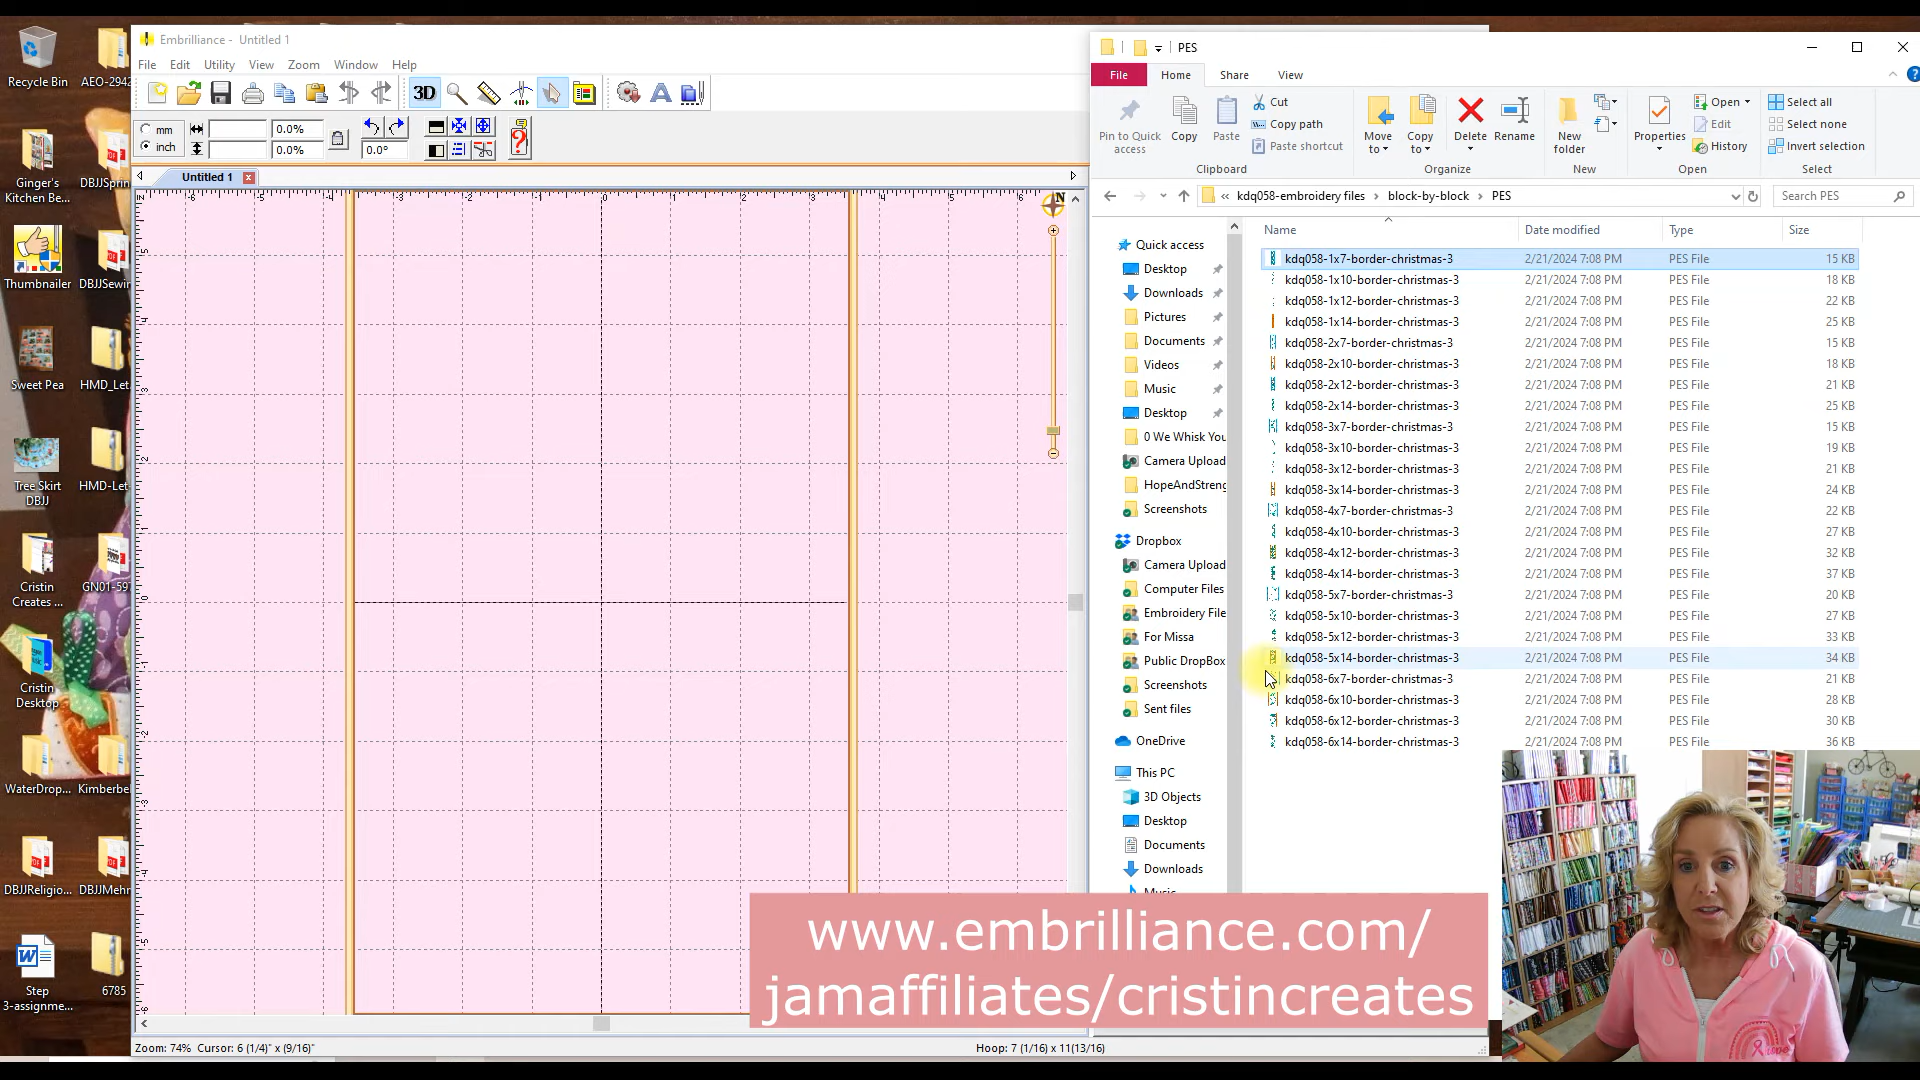 Recycle Bin
AEO-2942
Ginger's
Kitchen Be...
DBJJSprin
Thumbnailer
DBJJSewin
Sweet Pea
HMD_Let
Tree Skirt
DBJJ
HMD-Let
Cristin
Creates ...
GN01-597
Cristin
Desktop
WaterDrop...
Kimberbe
DBJJReligio...
DBJJMehr
Step
3-assignme...
6785
Embrilliance - Untitled 1
File Edit Utility View Zoom Window Help
3D
mm
inch
0.0%
0.0%
0.0°
Untitled 1
Zoom: 74% Cursor: 6 (1/4)" x (9/16)"
Hoop: 7 (1/16) x 11(13/16)
PES
File Home Share View
Pin to Quick
access
Copy
Paste
Cut
Copy path
Paste shortcut
Clipboard
Move
to
Copy
to
Delete
Rename
Organize
New
folder
New
Properties
Open
Edit
History
Open
Select all
Select none
Invert selection
Select
« kdq058-embroidery files › block-by-block › PES
Search PES
Quick access
Desktop
Downloads
Pictures
Documents
Videos
Music
Desktop
0 We Whisk You
Camera Upload
HopeAndStreng
Screenshots
Dropbox
Camera Upload
Computer Files
Embroidery File
For Missa
Public DropBox
Screenshots
Sent files
OneDrive
This PC
3D Objects
Desktop
Documents
Downloads
Music
Name Date modified Type Size
kdq058-1x7-border-christmas-3 2/21/2024 7:08 PM PES File 15 KB
kdq058-1x10-border-christmas-3 2/21/2024 7:08 PM PES File 18 KB
kdq058-1x12-border-christmas-3 2/21/2024 7:08 PM PES File 22 KB
kdq058-1x14-border-christmas-3 2/21/2024 7:08 PM PES File 25 KB
kdq058-2x7-border-christmas-3 2/21/2024 7:08 PM PES File 15 KB
kdq058-2x10-border-christmas-3 2/21/2024 7:08 PM PES File 18 KB
kdq058-2x12-border-christmas-3 2/21/2024 7:08 PM PES File 21 KB
kdq058-2x14-border-christmas-3 2/21/2024 7:08 PM PES File 25 KB
kdq058-3x7-border-christmas-3 2/21/2024 7:08 PM PES File 16 KB
kdq058-3x10-border-christmas-3 2/21/2024 7:08 PM PES File 19 KB
kdq058-3x12-border-christmas-3 2/21/2024 7:08 PM PES File 21 KB
kdq058-3x14-border-christmas-3 2/21/2024 7:08 PM PES File 24 KB
kdq058-4x7-border-christmas-3 2/21/2024 7:08 PM PES File 22 KB
kdq058-4x10-border-christmas-3 2/21/2024 7:08 PM PES File 27 KB
kdq058-4x12-border-christmas-3 2/21/2024 7:08 PM PES File 32 KB
kdq058-4x14-border-christmas-3 2/21/2024 7:08 PM PES File 37 KB
kdq058-5x7-border-christmas-3 2/21/2024 7:08 PM PES File 20 KB
kdq058-5x10-border-christmas-3 2/21/2024 7:08 PM PES File 27 KB
kdq058-5x12-border-christmas-3 2/21/2024 7:08 PM PES File 33 KB
kdq058-5x14-border-christmas-3 2/21/2024 7:08 PM PES File 34 KB
kdq058-6x7-border-christmas-3 2/21/2024 7:08 PM PES File 21 KB
kdq058-6x10-border-christmas-3 2/21/2024 7:08 PM PES File 28 KB
kdq058-6x12-border-christmas-3 2/21/2024 7:08 PM PES File 30 KB
kdq058-6x14-border-christmas-3 2/21/2024 7:08 PM PES File 36 KB
www.embrilliance.com/
jamaffiliates/cristincreates